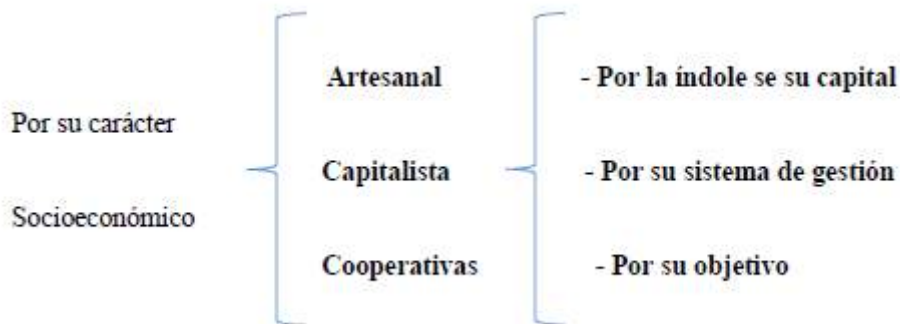 Artesanal
- Por la índole se su capital
Por su carácter
Capitalista
- Por su sistema de gestión
Socioeconómico
Cooperativas
- Por su objetivo